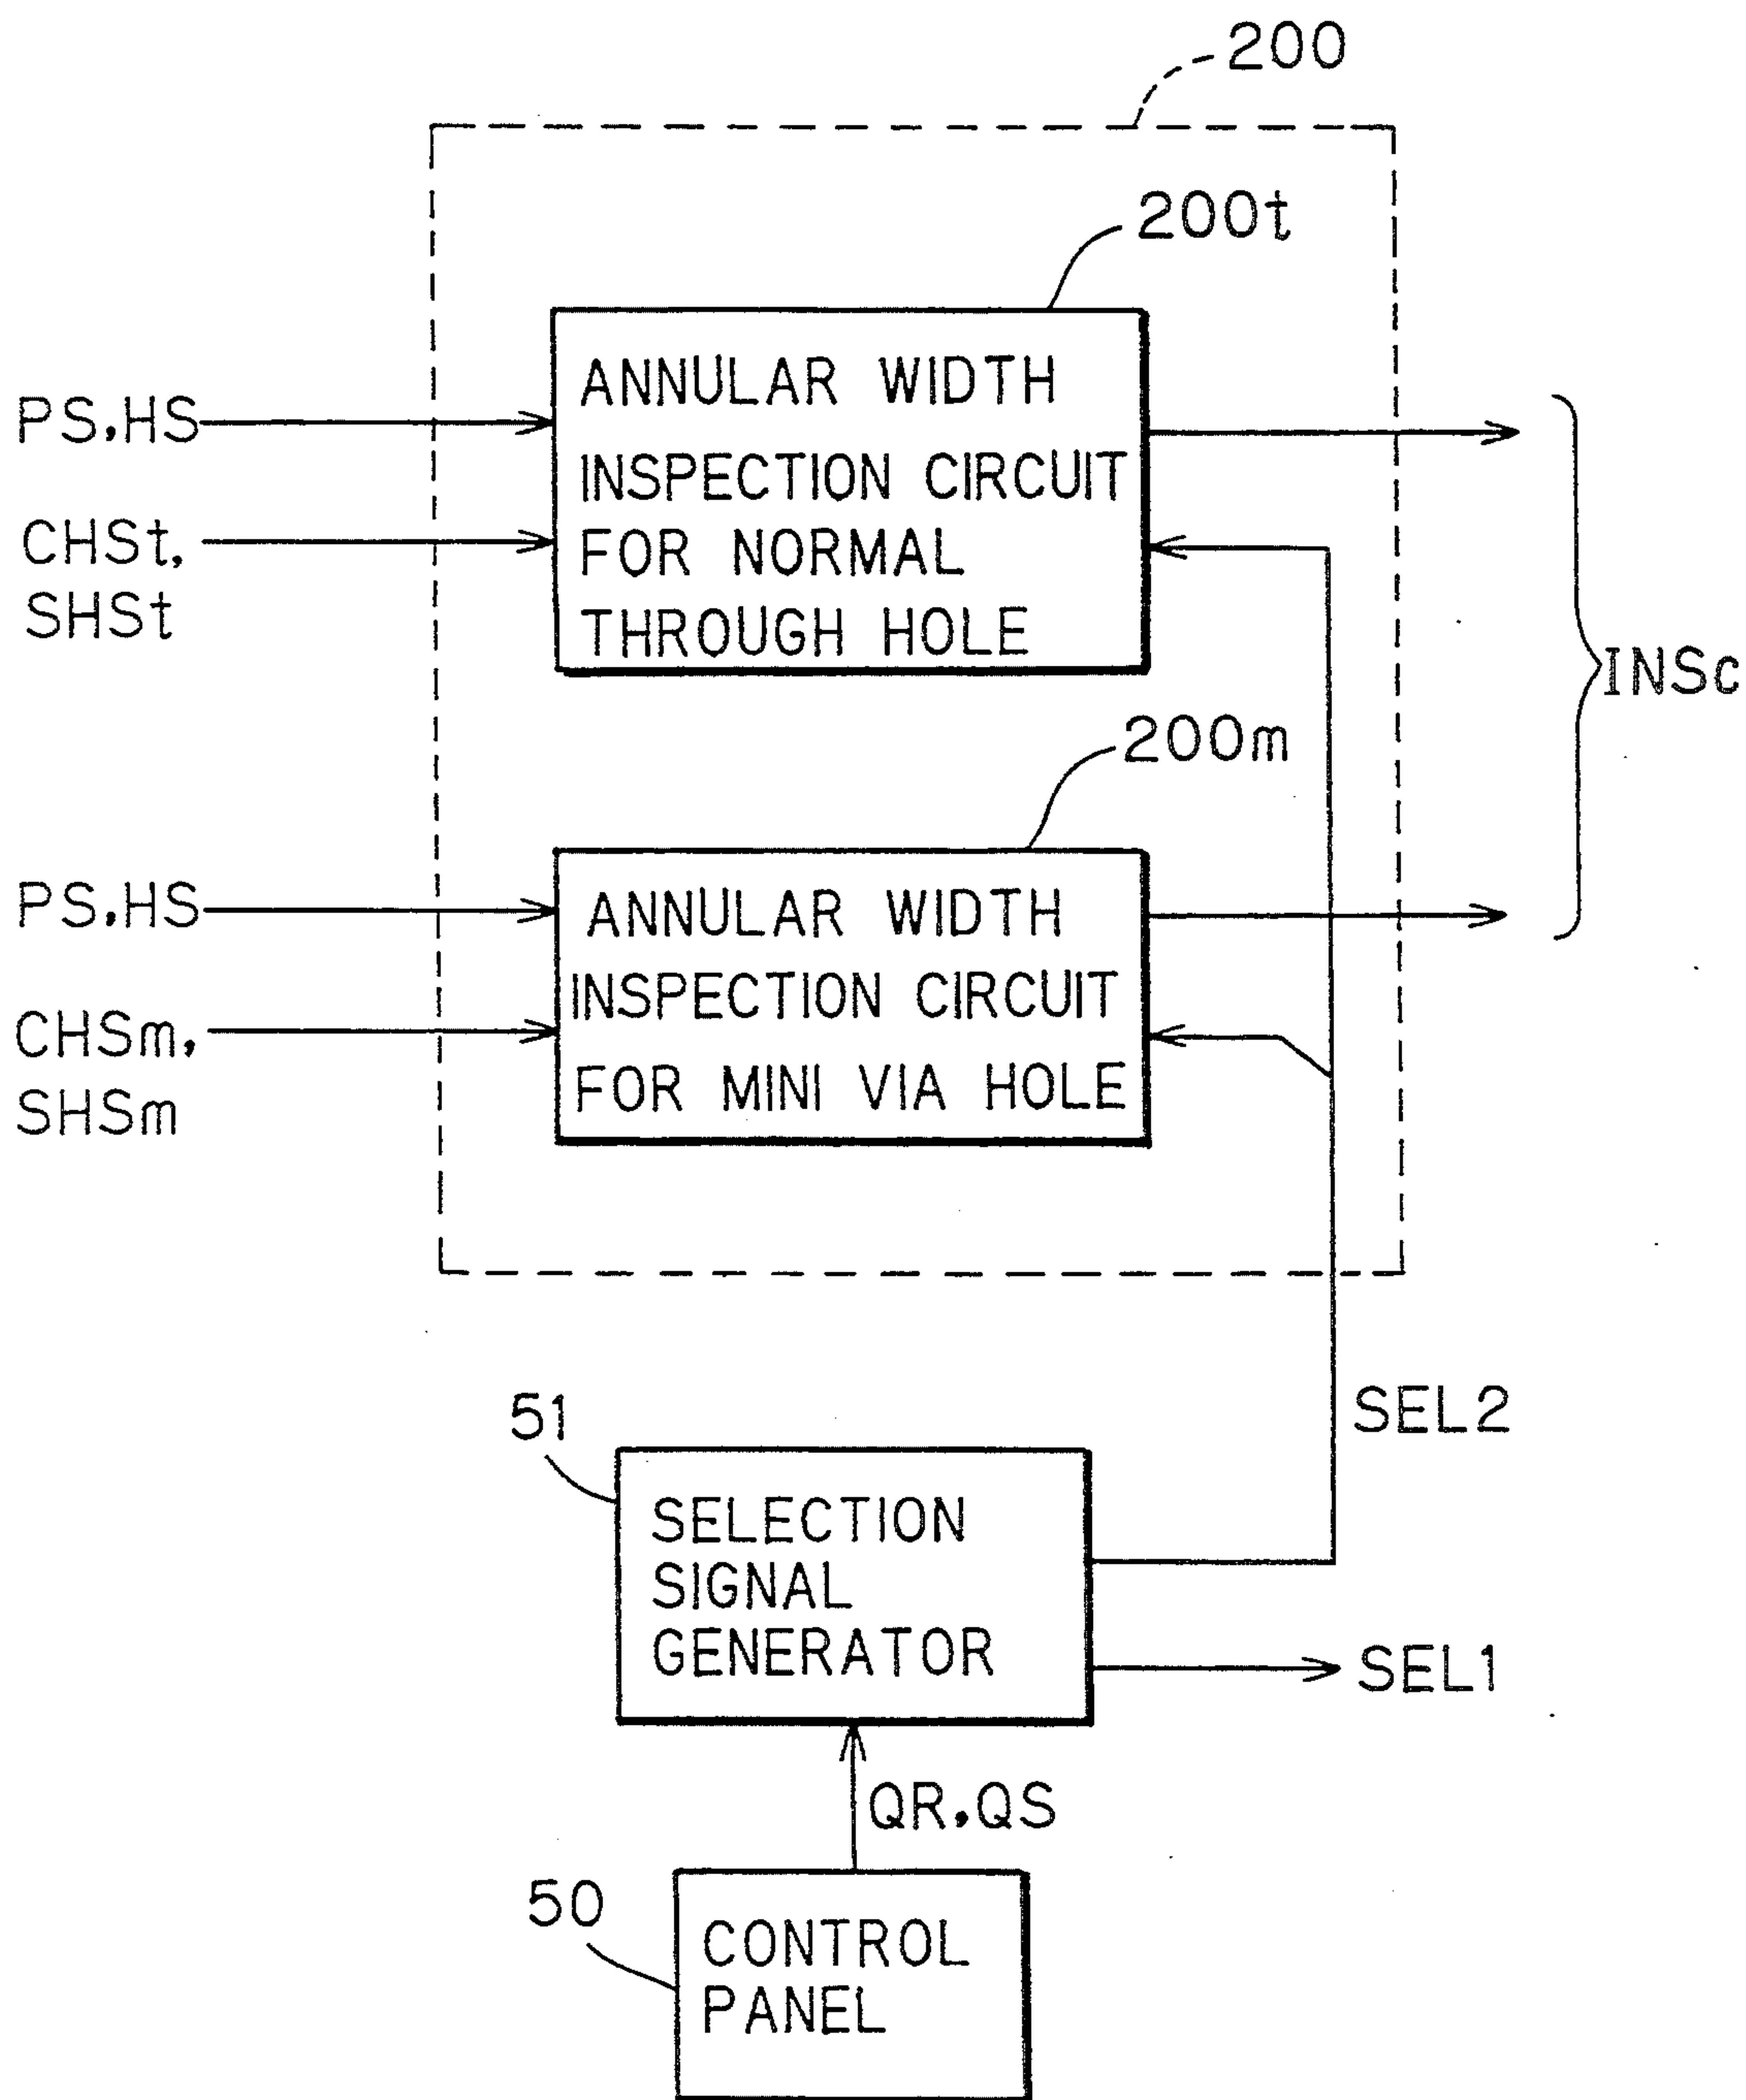 200
200t
ANNULAR WIDTH
INSPECTION CIRCUIT
FOR NORMAL
THROUGH HOLE
PS,HS
CHSt,
SHSt
INSc
200m
ANNULAR WIDTH
INSPECTION CIRCUIT
FOR MINI VIA HOLE
PS,HS
CHSm,
SHSm
SEL2
51
SELECTION
SIGNAL
GENERATOR
SEL1
QR,QS
50
CONTROL
PANEL